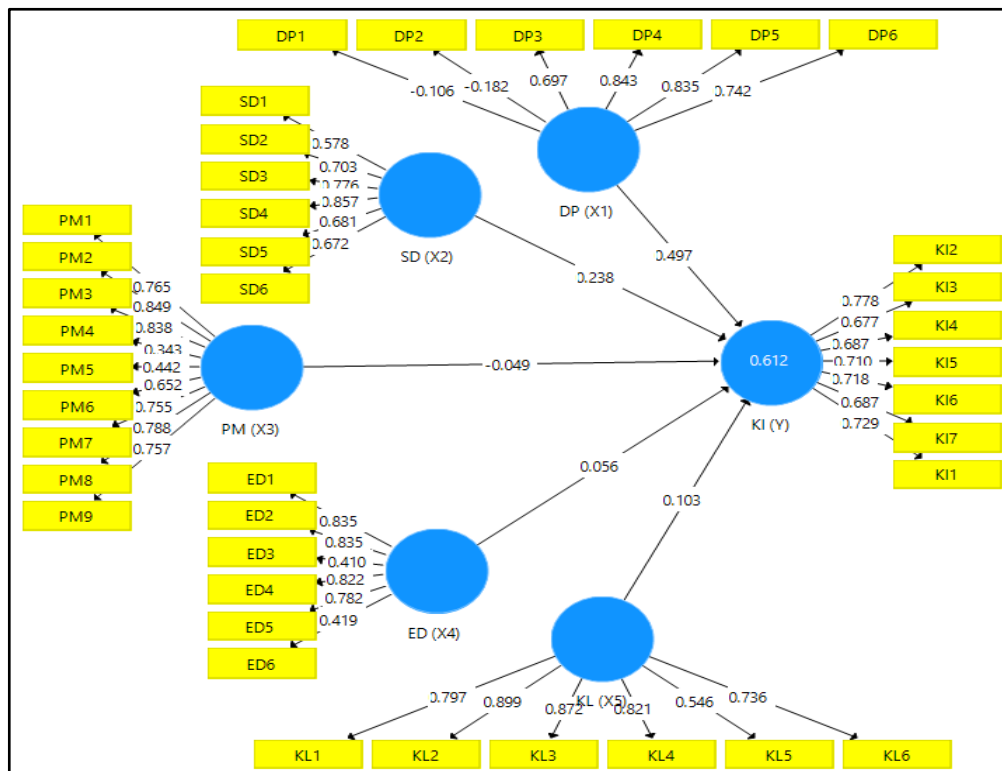 DP1 DP2 DP3 DP4 DP5 DP6
-0.106 -0.182 0.697 0.843 0.835 0.742
DP (X1)
0.497
SD1
SD2
SD3
SD4
SD5
SD6
0.578
0.703
0.776
0.857
0.681
0.672
SD (X2)
0.238
PM1
PM2
PM3
PM4
PM5
PM6
PM7
PM8
PM9
0.765
0.849
0.838
0.343
0.442
0.652
0.755
0.788
0.757
PM (X3)
-0.049
0.612
KI (Y)
0.778
0.677
0.687
0.710
0.718
0.687
0.729
KI2
KI3
KI4
KI5
KI6
KI7
KI1
ED1
ED2
ED3
ED4
ED5
ED6
0.835
0.835
0.410
0.822
0.782
0.419
ED (X4)
0.056
0.103
KL (X5)
0.797 0.899 0.872 0.821 0.546 0.736
KL1 KL2 KL3 KL4 KL5 KL6